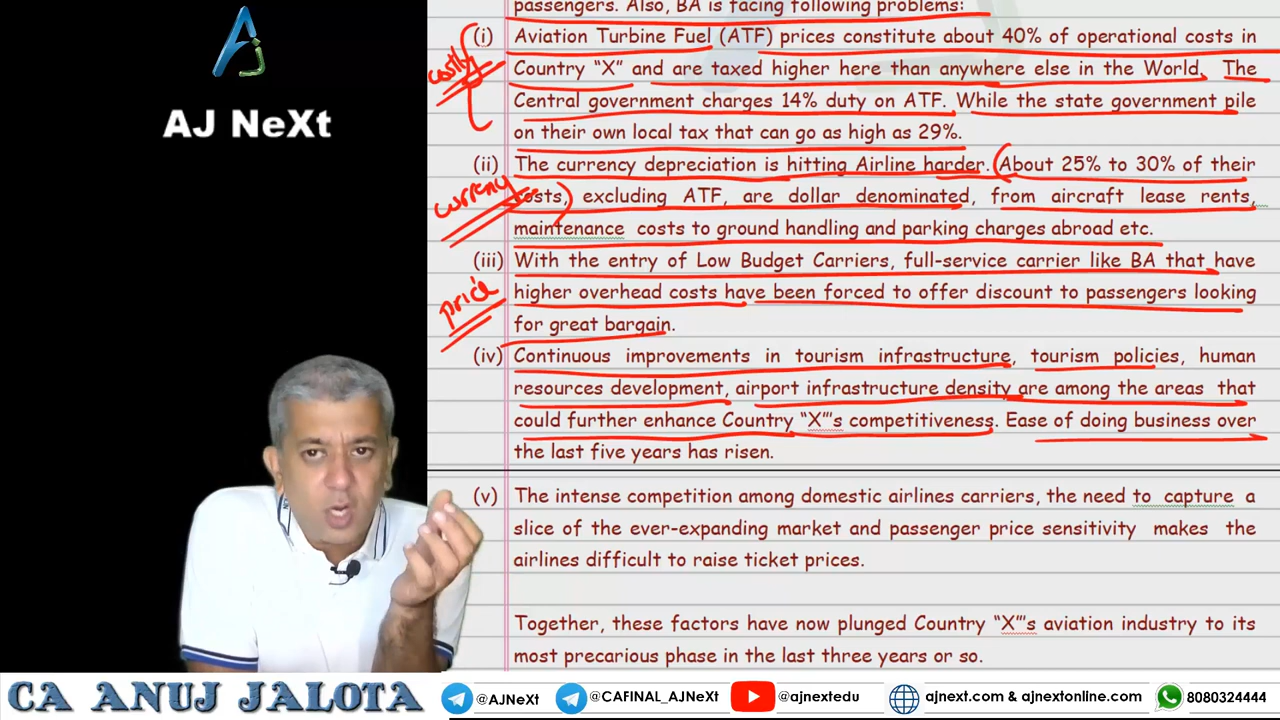 passengers. Also, BA is facing following problems:
(i) Aviation Turbine Fuel (ATF) prices constitute about 40% of operational costs in
Country “X” and are taxed higher here than anywhere else in the World. The
Central government charges 14% duty on ATF. While the state government pile
on their own local tax that can go as high as 29%.
costly
(ii) The currency depreciation is hitting Airline harder. About 25% to 30% of their
costs, excluding ATF, are dollar denominated, from aircraft lease rents,
maintenance costs to ground handling and parking charges abroad etc.
currency
(iii) With the entry of Low Budget Carriers, full-service carrier like BA that have
higher overhead costs have been forced to offer discount to passengers looking
for great bargain.
price
(iv) Continuous improvements in tourism infrastructure, tourism policies, human
resources development, airport infrastructure density are among the areas that
could further enhance Country “X”'s competitiveness. Ease of doing business over
the last five years has risen.
(v) The intense competition among domestic airlines carriers, the need to capture a
slice of the ever-expanding market and passenger price sensitivity makes the
airlines difficult to raise ticket prices.
Together, these factors have now plunged Country “X”'s aviation industry to its
most precarious phase in the last three years or so.
AJ
AJ NeXt
CA ANUJ JALOTA
@AJNeXt
@CAFINAL_AJNeXt
@ajnextedu
ajnext.com & ajnextonline.com
8080324444